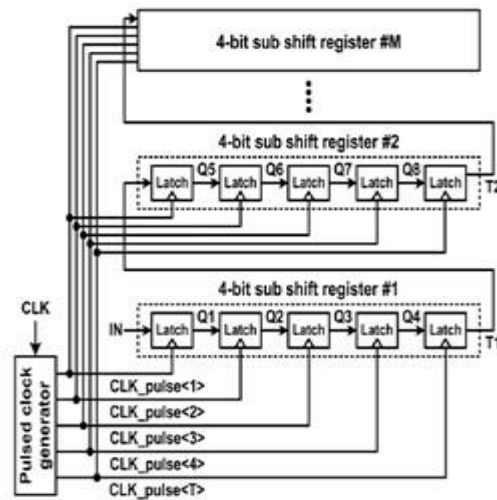 4-bit sub shift register #M
4-bit sub shift register #2
Q5 Q6 Q7 Q8
Latch Latch Latch Latch Latch
T2
4-bit sub shift register #1
CLK
IN Q1 Q2 Q3 Q4
Latch Latch Latch Latch Latch
T1
Pulsed clock
generator
CLK_pulse<1>
CLK_pulse<2>
CLK_pulse<3>
CLK_pulse<4>
CLK_pulse<T>